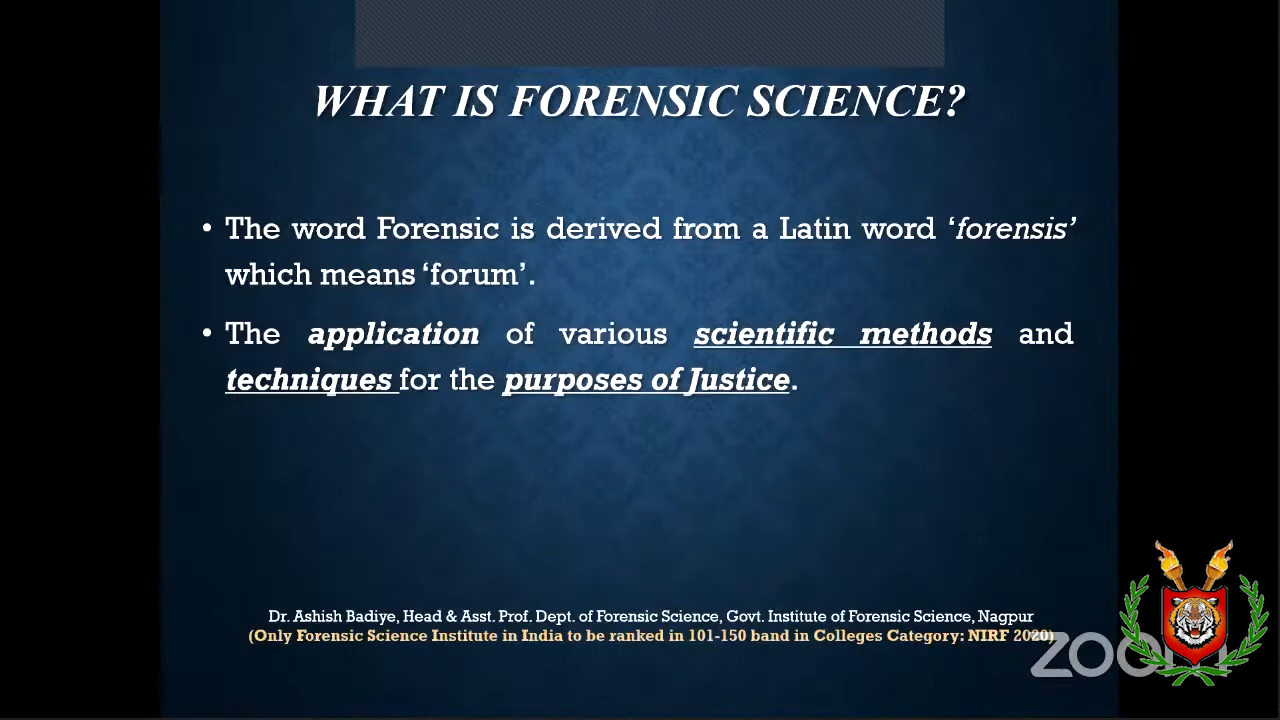 WHAT IS FORENSIC SCIENCE?
• The word Forensic is derived from a Latin word ‘forensis’
which means ‘forum’.
• The application of various scientific methods and
techniques for the purposes of Justice.
Dr. Ashish Badiye, Head & Asst. Prof. Dept. of Forensic Science, Govt. Institute of Forensic Science, Nagpur
(Only Forensic Science Institute in India to be ranked in 101-150 band in Colleges Category: NIRF 2020)
zoom